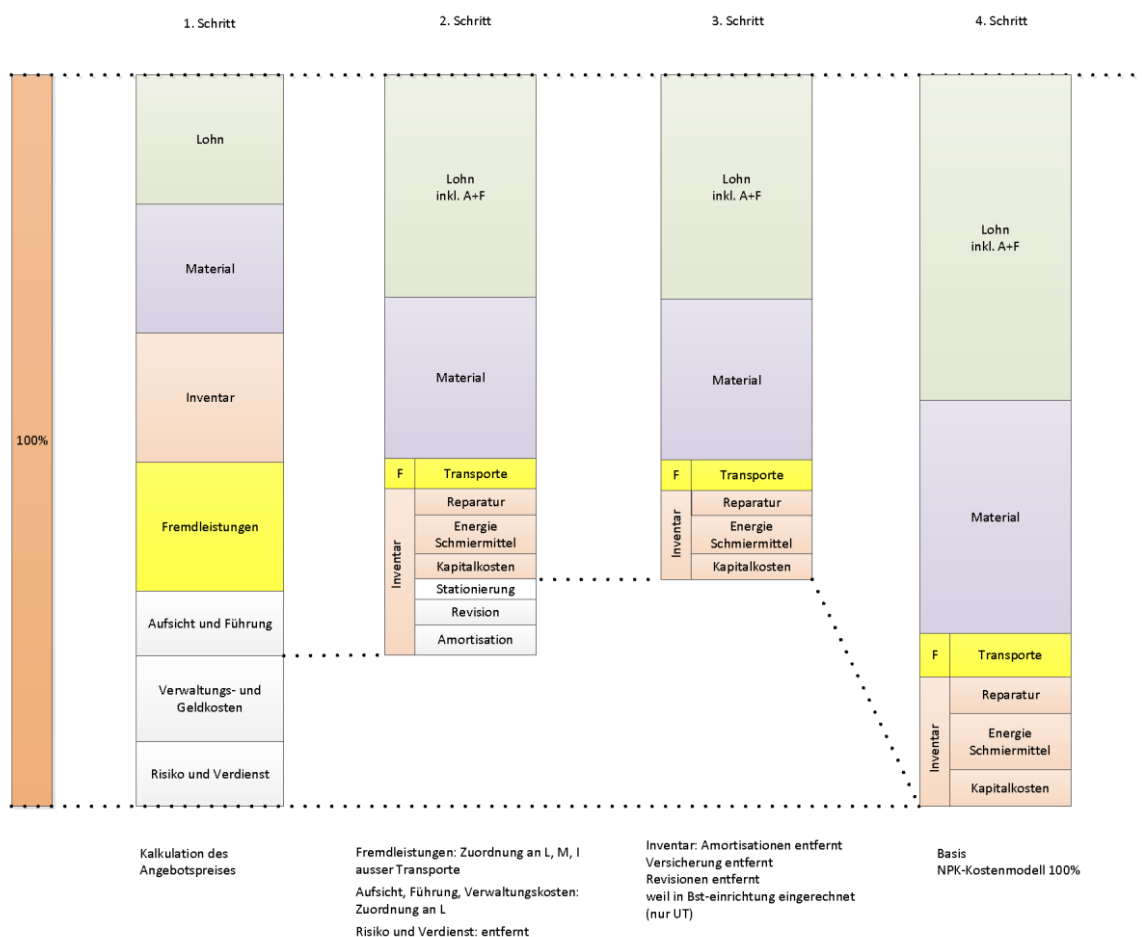 1. Schritt
2. Schritt
3. Schritt
4. Schritt
100%
Lohn
Material
Inventar
Fremdleistungen
Aufsicht und Führung
Verwaltungs- und
Geldkosten
Risiko und Verdienst
Lohn
inkl. A+F
Material
F
Transporte
Inventar
Reparatur
Energie
Schmiermittel
Kapitalkosten
Stationierung
Revision
Amortisation
Lohn
inkl. A+F
Material
F
Transporte
Inventar
Reparatur
Energie
Schmiermittel
Kapitalkosten
Lohn
inkl. A+F
Material
F
Transporte
Inventar
Reparatur
Energie
Schmiermittel
Kapitalkosten
Kalkulation des
Angebotspreises
Fremdleistungen: Zuordnung an L, M, I
ausser Transporte
Aufsicht, Führung, Verwaltungskosten:
Zuordnung an L
Risiko und Verdienst: entfernt
Inventar: Amortisationen entfernt
Versicherung entfernt
Revisionen entfernt
weil in Bst-einrichtung eingerechnet
(nur UT)
Basis
NPK-Kostenmodell 100%